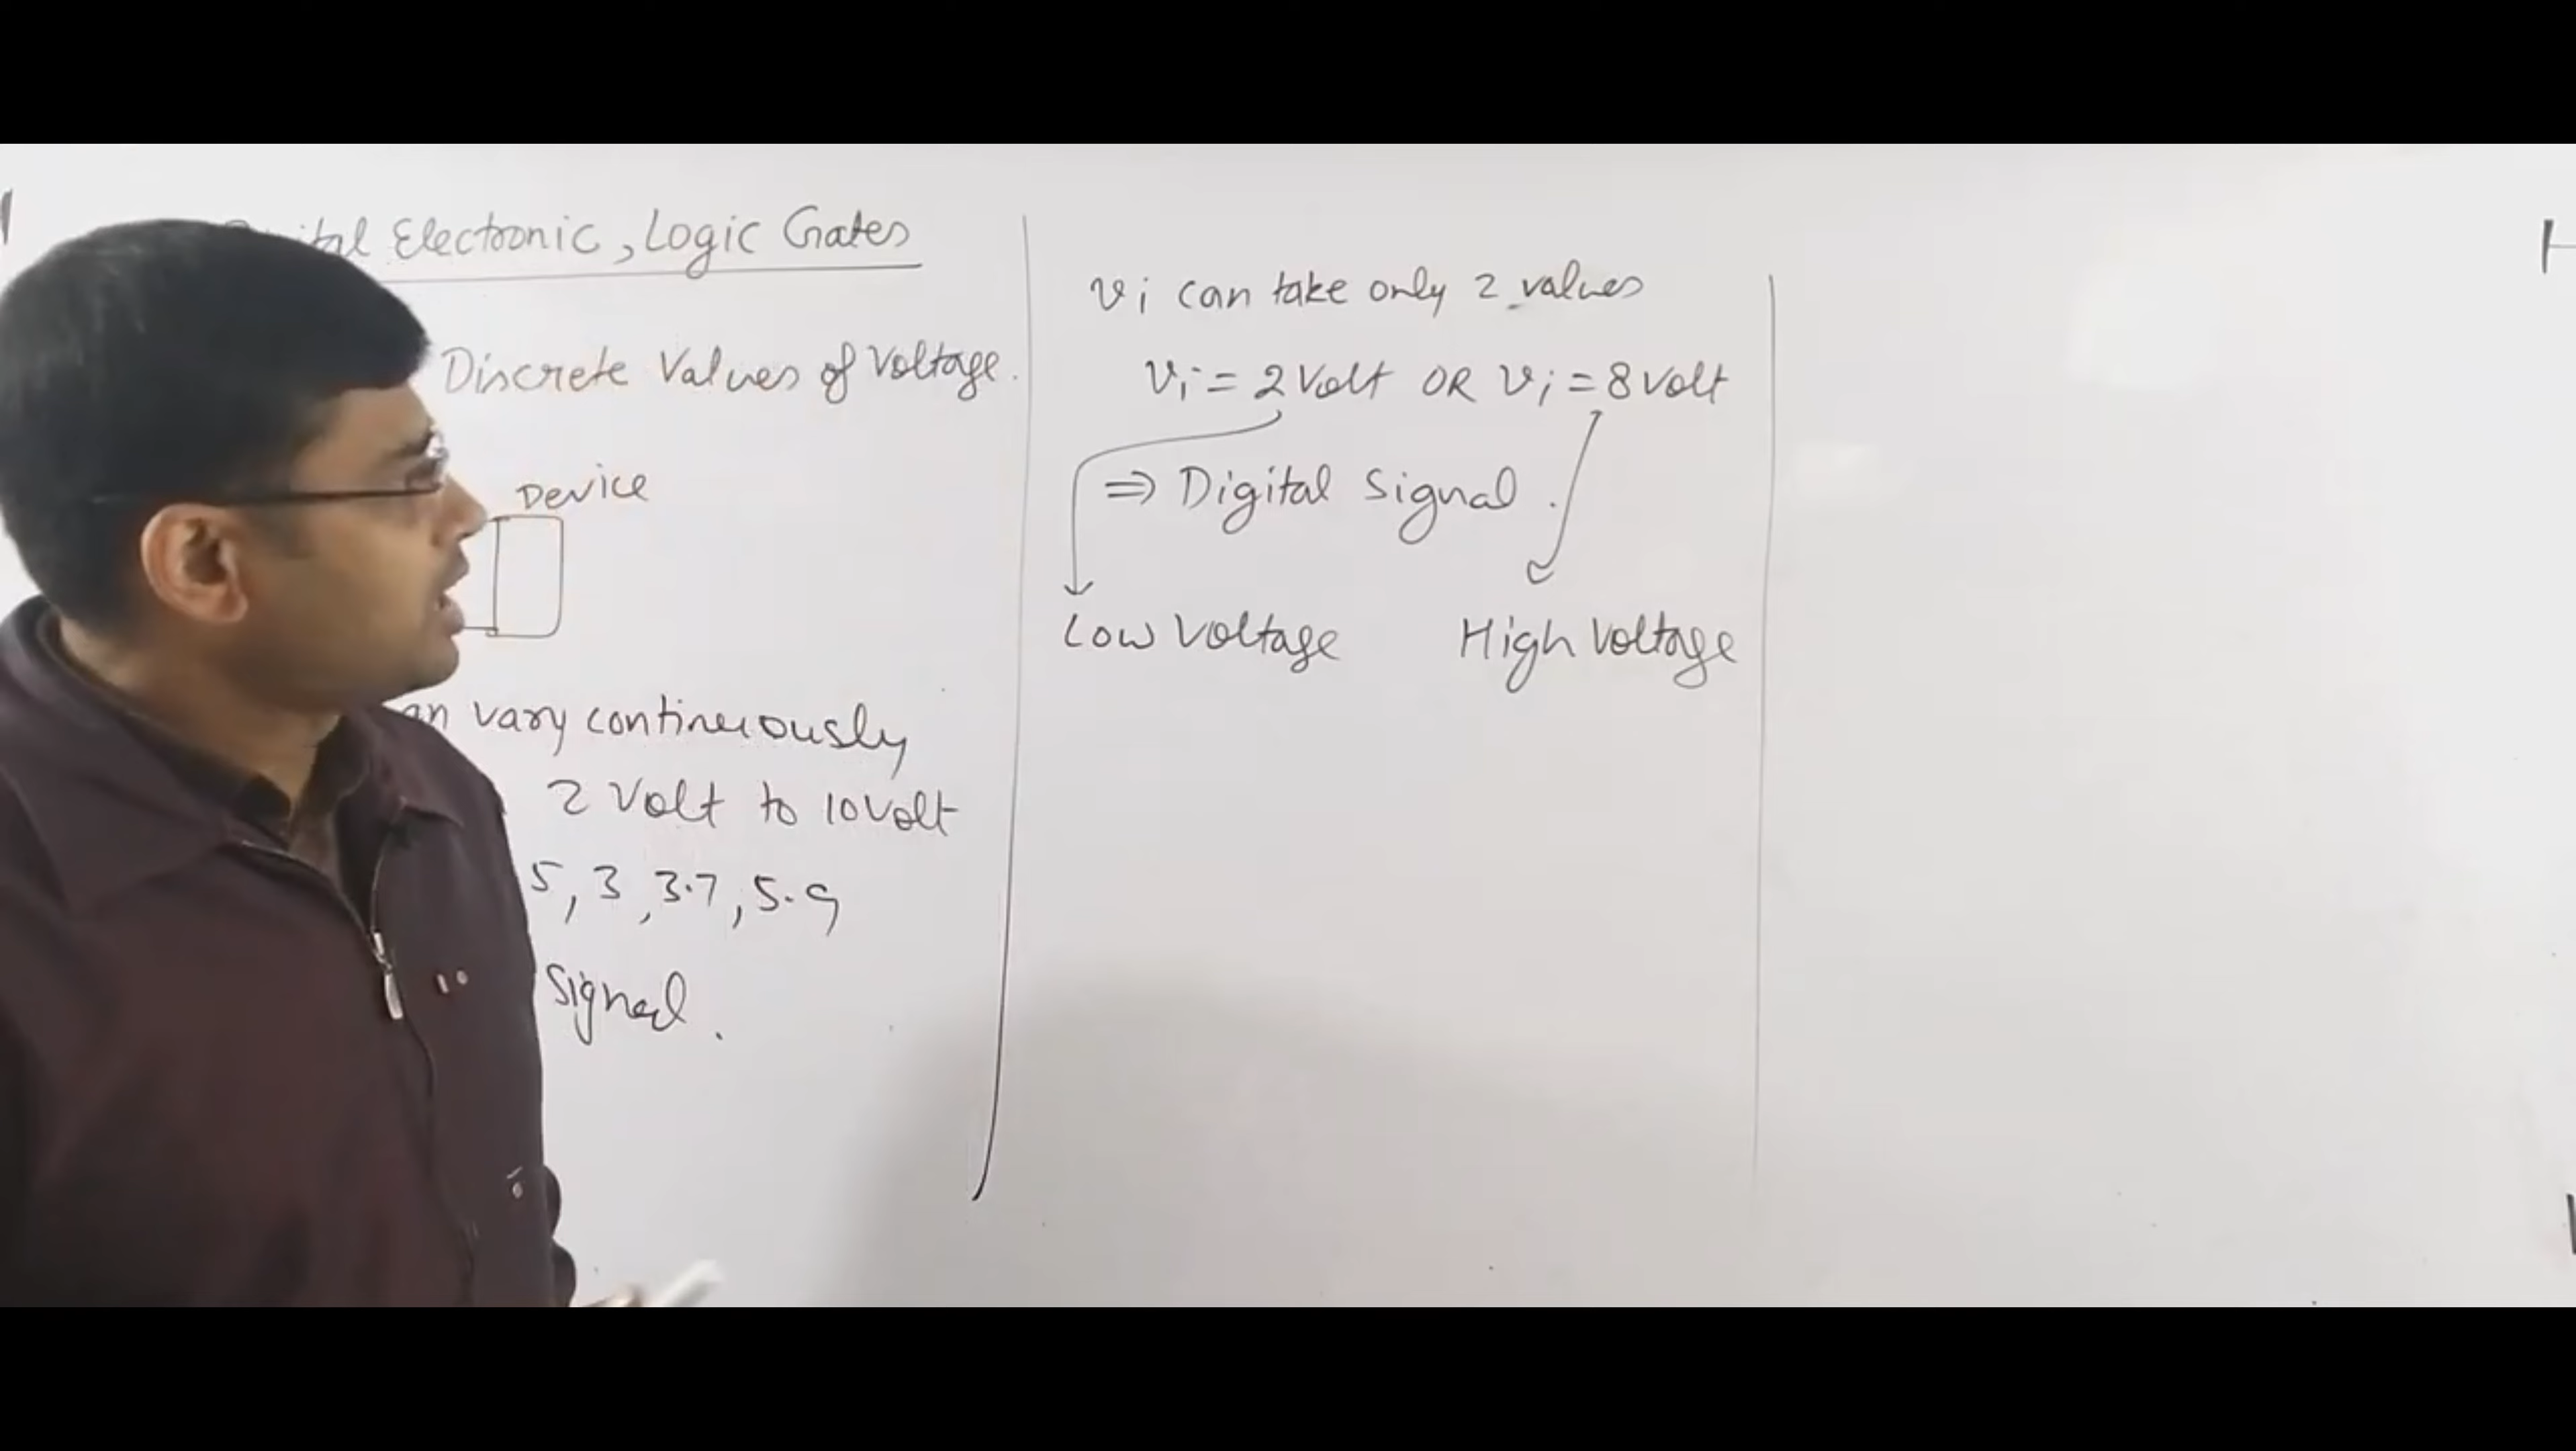 Electronic, Logic Gates
Discrete Values of Voltage.
Device
vary continuously
2 Volt to 10 Volt
5, 3, 3.7, 5.9
Signal.
vi can take only 2 values
vi = 2 Volt OR vi = 8 Volt
⇒ Digital Signal.
Low Voltage High Voltage